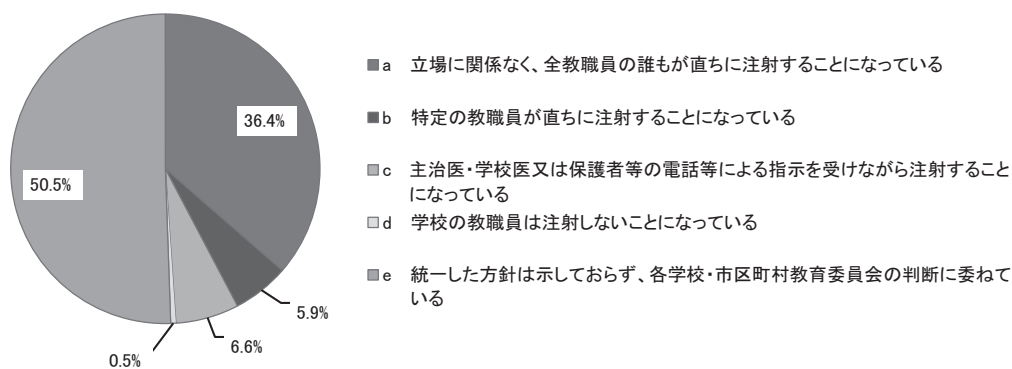 36.4%
50.5%
5.9%
6.6%
0.5%
a 立場に関係なく、全教職員の誰もが直ちに注射することになっている
b 特定の教職員が直ちに注射することになっている
c 主治医・学校医又は保護者等の電話等による指示を受けながら注射すること
になっている
d 学校の教職員は注射しないことになっている
e 統一した方針は示しておらず、各学校・市区町村教育委員会の判断に委ねて
いる